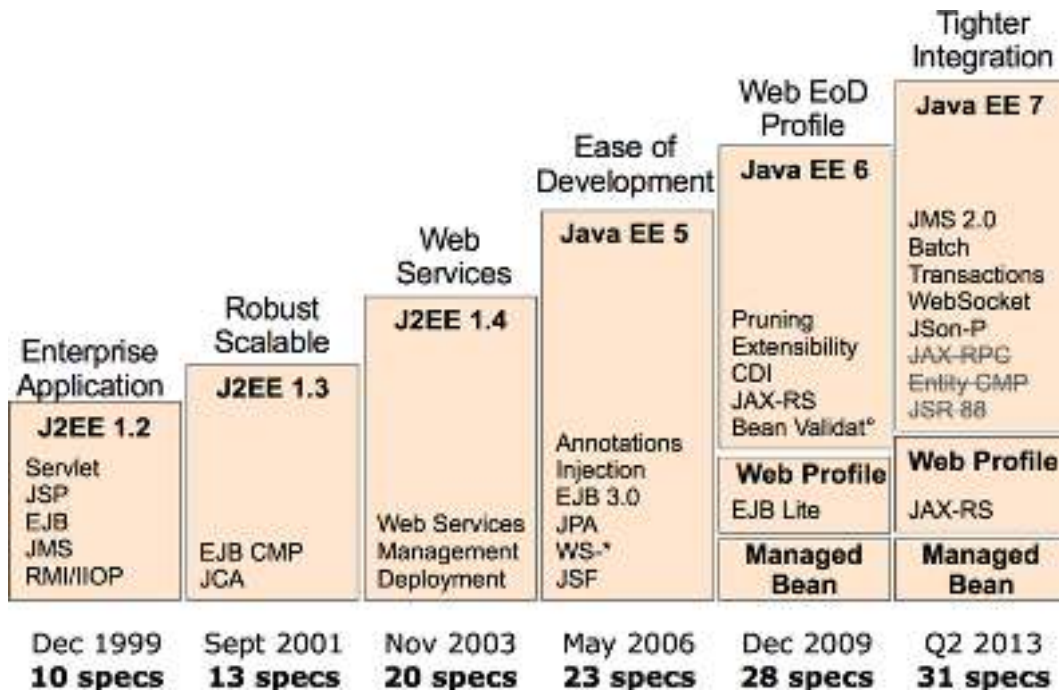 Enterprise
Application
J2EE 1.2
Servlet
JSP
EJB
JMS
RMI/IIOP
Dec 1999
10 specs
Robust
Scalable
J2EE 1.3
EJB CMP
JCA
Sept 2001
13 specs
Web
Services
J2EE 1.4
Web Services
Management
Deployment
Nov 2003
20 specs
Ease of
Development
Java EE 5
Annotations
Injection
EJB 3.0
JPA
WS-*
JSF
May 2006
23 specs
Web EoD
Profile
Java EE 6
Pruning
Extensibility
CDI
JAX-RS
Bean Validat°
Web Profile
EJB Lite
Managed
Bean
Dec 2009
28 specs
Tighter
Integration
Java EE 7
JMS 2.0
Batch
Transactions
WebSocket
JSon-P
JAX-RPC
Entity CMP
JSR 88
Web Profile
JAX-RS
Managed
Bean
Q2 2013
31 specs